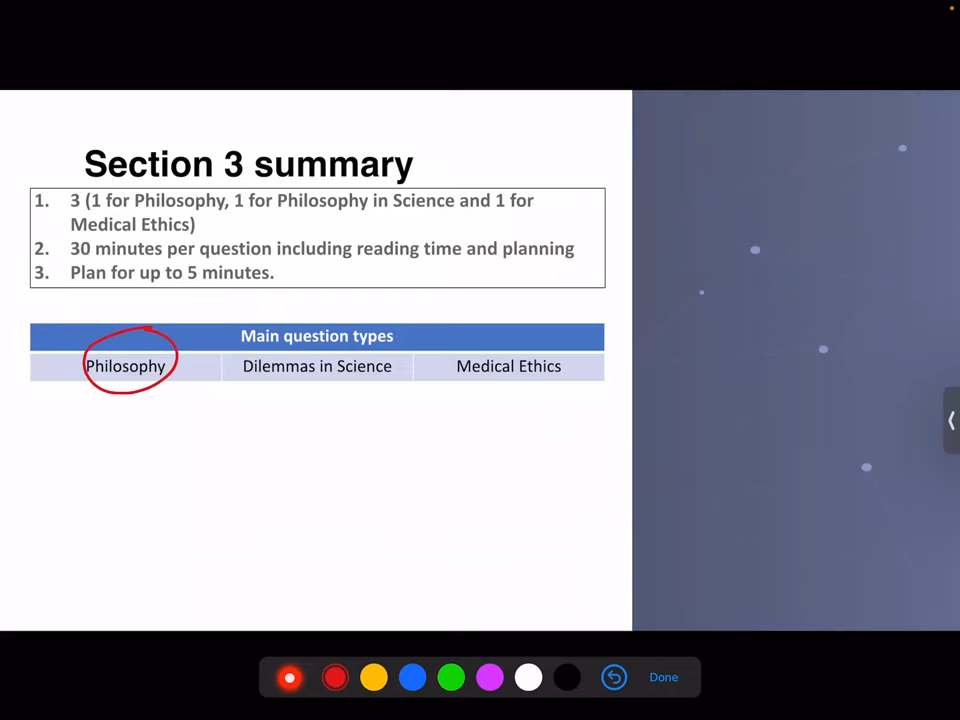 Section 3 summary
1. 3 (1 for Philosophy, 1 for Philosophy in Science and 1 for
Medical Ethics)
2. 30 minutes per question including reading time and planning
3. Plan for up to 5 minutes.
Main question types
Philosophy Dilemmas in Science Medical Ethics
Done